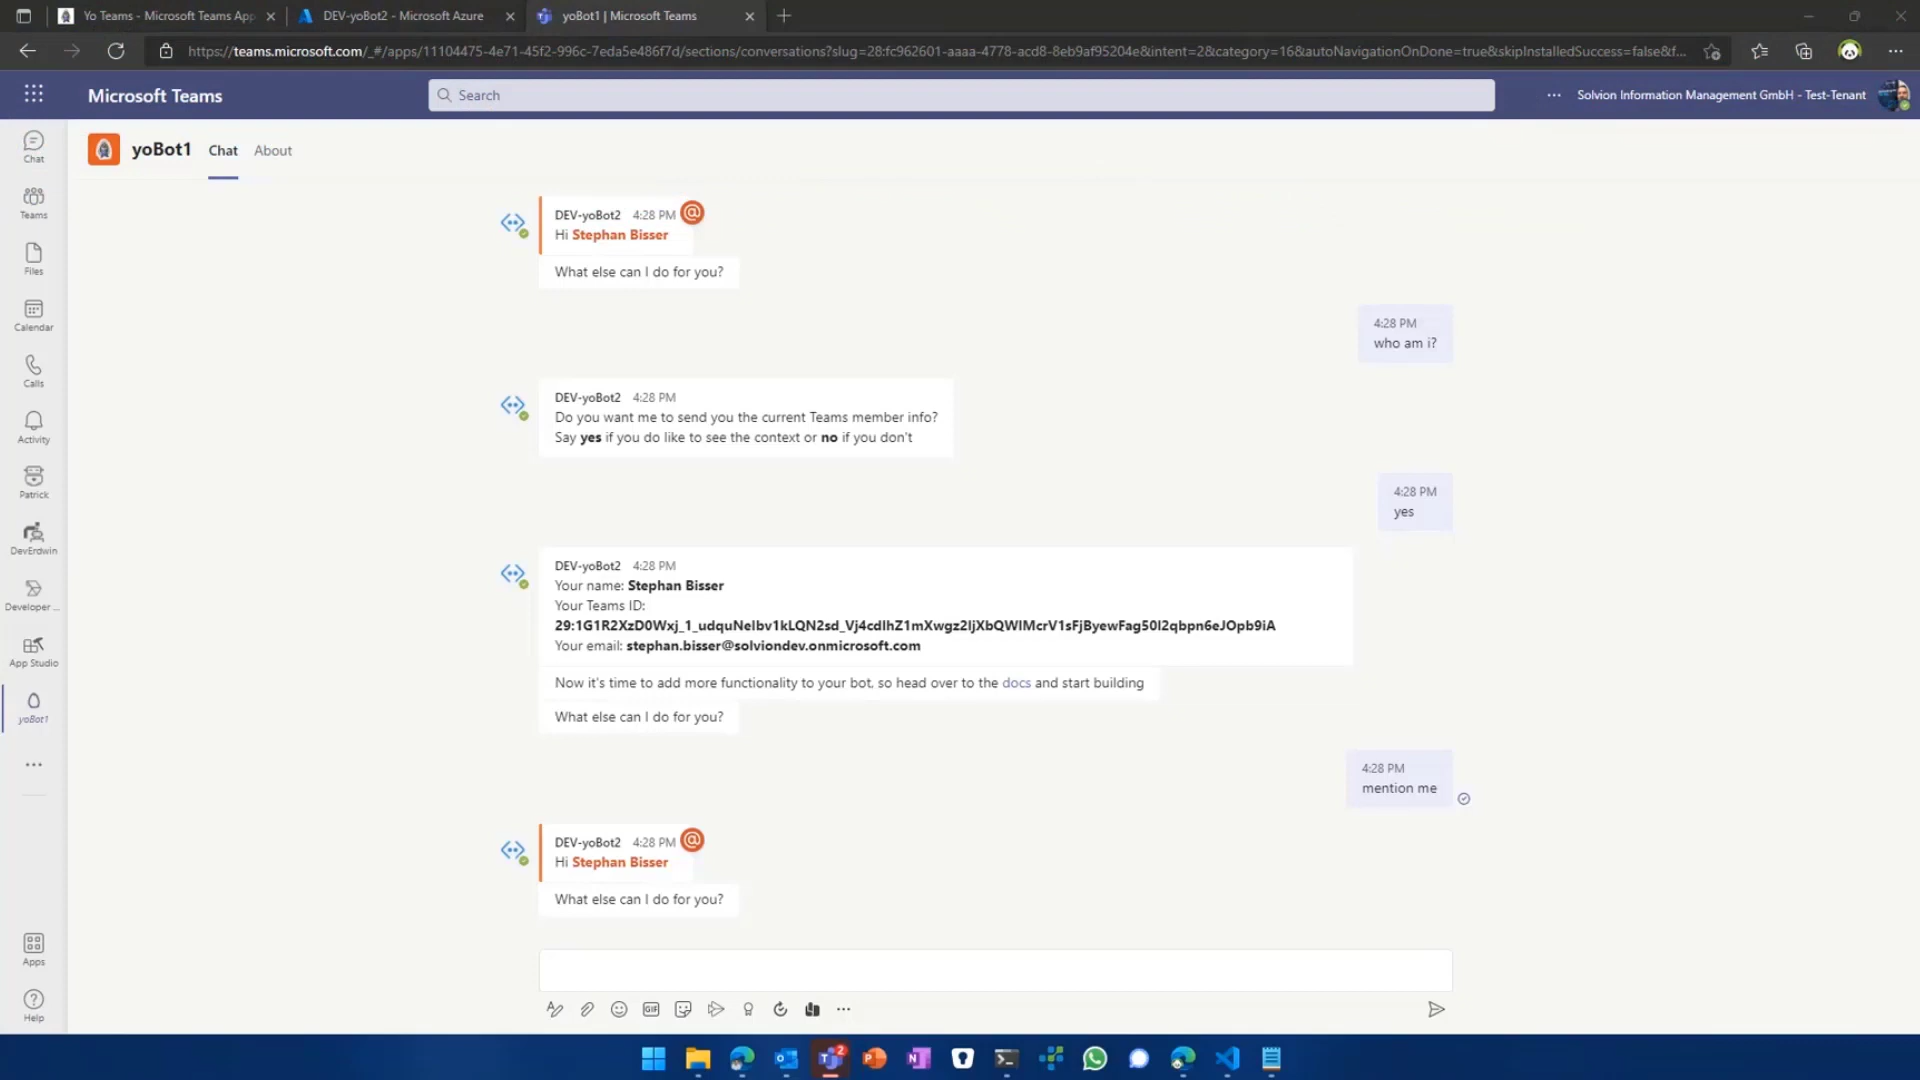 Yo Teams - Microsoft Teams App
DEV-yoBot2 - Microsoft Azure
yoBot1 | Microsoft Teams
https://teams.microsoft.com/_#/apps/11104475-4e71-45f2-996c-7eda5e486f7d/sections/conversations?slug=28:fc962601-aaaa-4778-acd8-8eb9af95204e&intent=2&category=16&autoNavigationOnDone=true&skipInstalledSuccess=false&f...
Microsoft Teams
Search
Solvion Information Management GmbH - Test-Tenant
yoBot1
Chat
About
Chat
Teams
Files
Calendar
Calls
Activity
Patrick
DevErdwin
Developer ...
App Studio
yoBot1
Apps
Help
DEV-yoBot2 4:28 PM @
Hi Stephan Bisser
What else can I do for you?
4:28 PM
who am i?
DEV-yoBot2 4:28 PM
Do you want me to send you the current Teams member info?
Say yes if you do like to see the context or no if you don't
4:28 PM
yes
DEV-yoBot2 4:28 PM
Your name: Stephan Bisser
Your Teams ID:
29:1G1R2XzD0Wxj_1_udquNeIbv1kLQN2sd_Vj4cdIhZ1mXwgz2IjXbQWIMcrV1sFjByewFag50I2qbpn6eJOpb9iA
Your email: stephan.bisser@solviondev.onmicrosoft.com
Now it's time to add more functionality to your bot, so head over to the docs and start building
What else can I do for you?
4:28 PM
mention me
DEV-yoBot2 4:28 PM @
Hi Stephan Bisser
What else can I do for you?
GIF
2